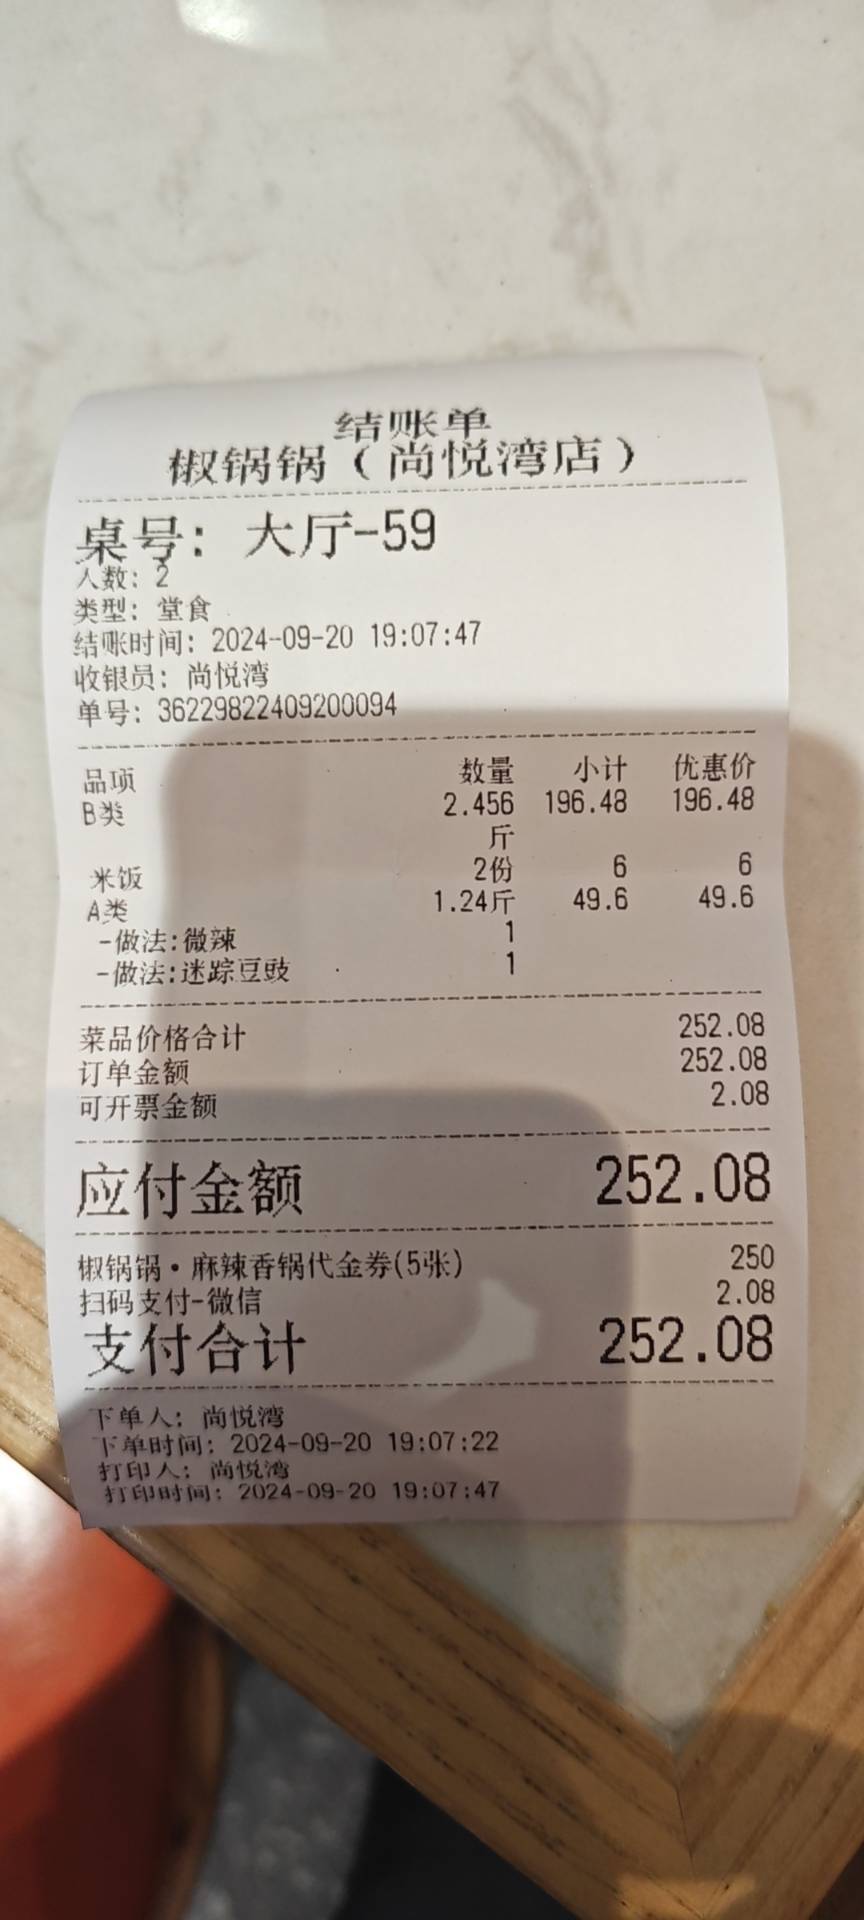 结账单
椒锅锅（尚悦湾店）
桌号: 大厅-59
人数: 2
类型: 堂食
结账时间: 2024-09-20 19:07:47
收银员: 尚悦湾
单号: 36229822409200094
品项 数量 小计 优惠价
B类 2.456 196.48 196.48
斤
米饭 2份 6 6
A类 1.24斤 49.6 49.6
-做法:微辣 1
-做法:迷踪豆豉 1
菜品价格合计 252.08
订单金额 252.08
可开票金额 2.08
应付金额 252.08
椒锅锅·麻辣香锅代金券(5张) 250
扫码支付-微信 2.08
支付合计 252.08
下单人: 尚悦湾
下单时间: 2024-09-20 19:07:22
打印人: 尚悦湾
打印时间: 2024-09-20 19:07:47